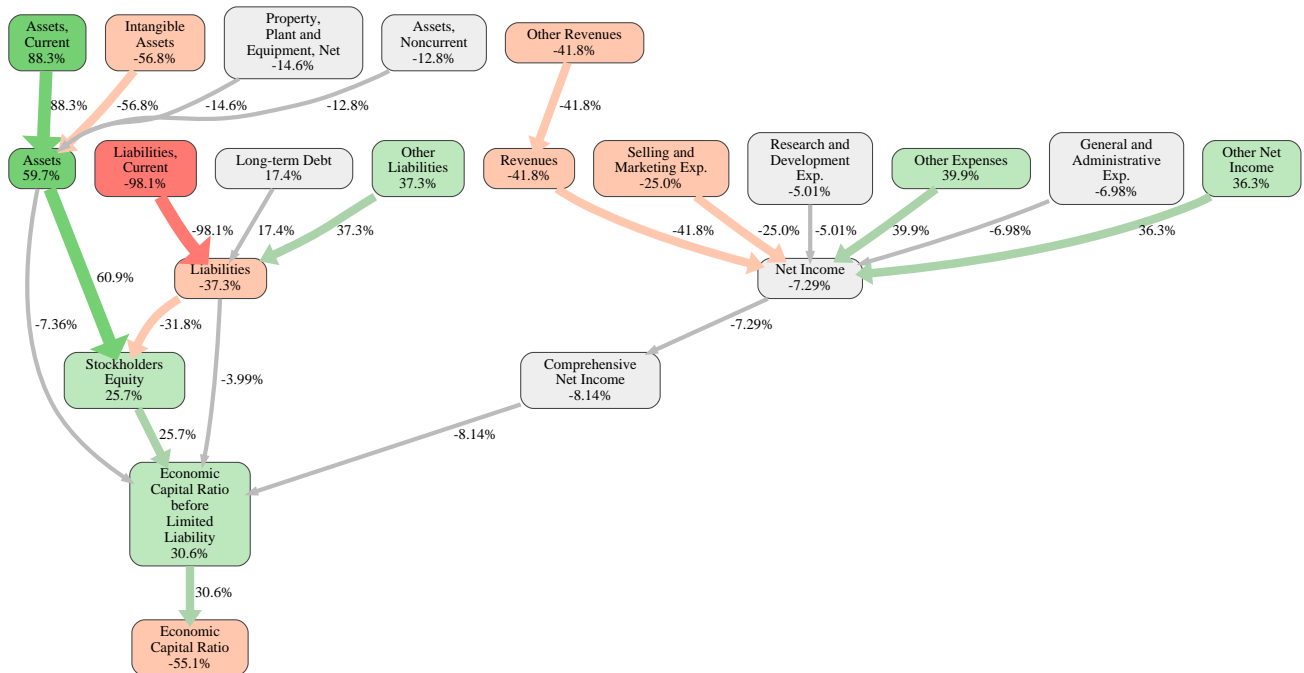 Assets,
Current
88.3%
Intangible
Assets
-56.8%
Property,
Plant and
Equipment, Net
-14.6%
Assets,
Noncurrent
-12.8%
Other Revenues
-41.8%
88.3%
-56.8%
-14.6%
-12.8%
-41.8%
Assets
59.7%
Liabilities,
Current
-98.1%
Long-term Debt
17.4%
Other
Liabilities
37.3%
Revenues
-41.8%
Selling and
Marketing Exp.
-25.0%
Research and
Development
Exp.
-5.01%
Other Expenses
39.9%
General and
Administrative
Exp.
-6.98%
Other Net
Income
36.3%
-98.1%
17.4%
37.3%
-41.8%
-25.0%
-5.01%
39.9%
-6.98%
36.3%
60.9%
Liabilities
-37.3%
Net Income
-7.29%
-7.36%
-31.8%
-7.29%
Stockholders
Equity
25.7%
-3.99%
Comprehensive
Net Income
-8.14%
25.7%
-8.14%
Economic
Capital Ratio
before
Limited
Liability
30.6%
30.6%
Economic
Capital Ratio
-55.1%